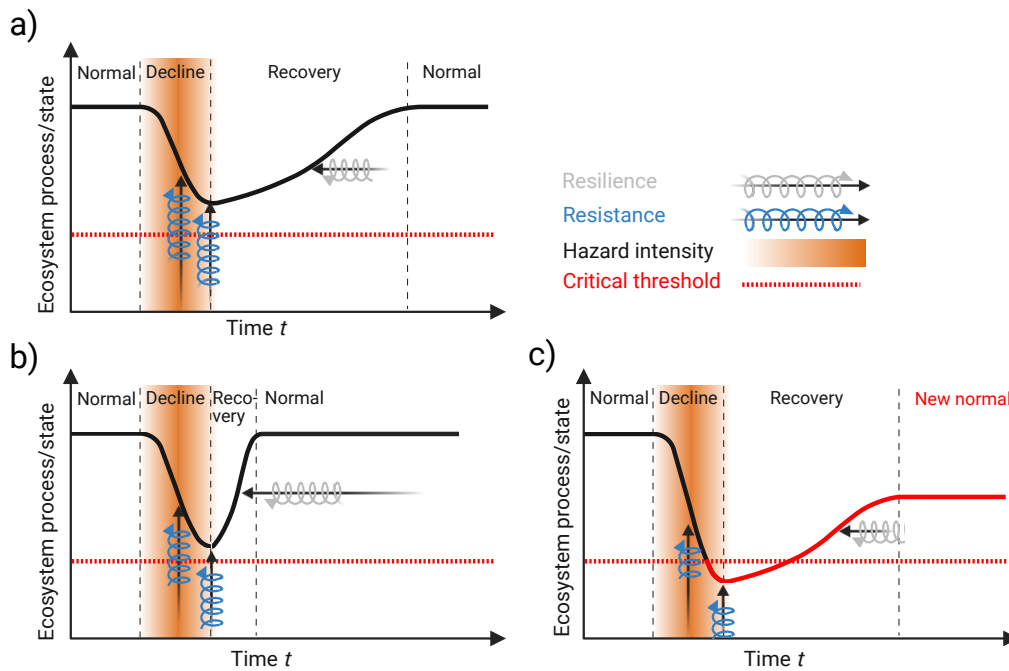 a)
Normal
Decline
Recovery
Normal
Ecosystem process/state
Time t
Resilience
Resistance
Hazard intensity
Critical threshold
b)
Normal
Decline
Reco-
very
Normal
Ecosystem process/state
Time t
c)
Normal
Decline
Recovery
New normal
Ecosystem process/state
Time t